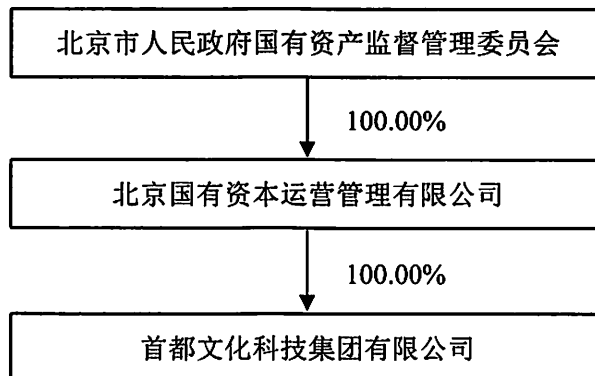 北京市人民政府国有资产监督管理委员会
100.00%
北京国有资本运营管理有限公司
100.00%
首都文化科技集团有限公司